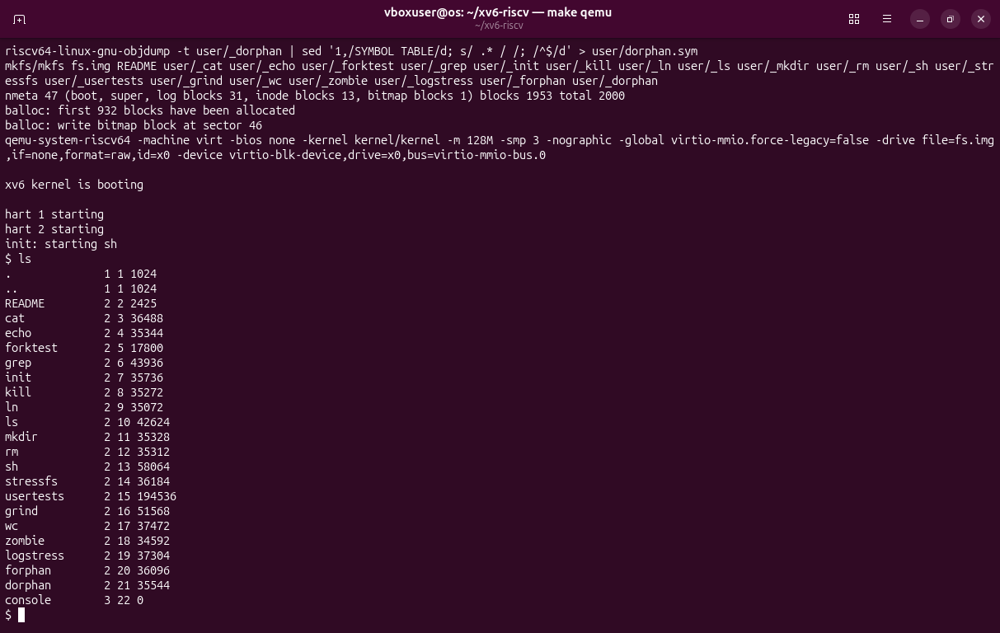 vboxuser@os: ~/xv6-riscv — make qemu
~/xv6-riscv
riscv64-linux-gnu-objdump -t user/_dorphan | sed '1,/SYMBOL TABLE/d; s/ .* / /; /^$/d' > user/dorphan.sym
mkfs/mkfs fs.img README user/_cat user/_echo user/_forktest user/_grep user/_init user/_kill user/_ln user/_ls user/_mkdir user/_rm user/_sh user/_str
essfs user/_usertests user/_grind user/_wc user/_zombie user/_logstress user/_forphan user/_dorphan
nmeta 47 (boot, super, log blocks 31, inode blocks 13, bitmap blocks 1) blocks 1953 total 2000
balloc: first 932 blocks have been allocated
balloc: write bitmap block at sector 46
qemu-system-riscv64 -machine virt -bios none -kernel kernel/kernel -m 128M -smp 3 -nographic -global virtio-mmio.force-legacy=false -drive file=fs.img
,if=none,format=raw,id=x0 -device virtio-blk-device,drive=x0,bus=virtio-mmio-bus.0
xv6 kernel is booting
hart 1 starting
hart 2 starting
init: starting sh
$ ls
.              1 1 1024
..             1 1 1024
README         2 2 2425
cat            2 3 36488
echo           2 4 35344
forktest       2 5 17800
grep           2 6 43936
init           2 7 35736
kill           2 8 35272
ln             2 9 35072
ls             2 10 42624
mkdir          2 11 35328
rm             2 12 35312
sh             2 13 58064
stressfs       2 14 36184
usertests      2 15 194536
grind          2 16 51568
wc             2 17 37472
zombie         2 18 34592
logstress      2 19 37304
forphan        2 20 36096
dorphan        2 21 35544
console        3 22 0
$